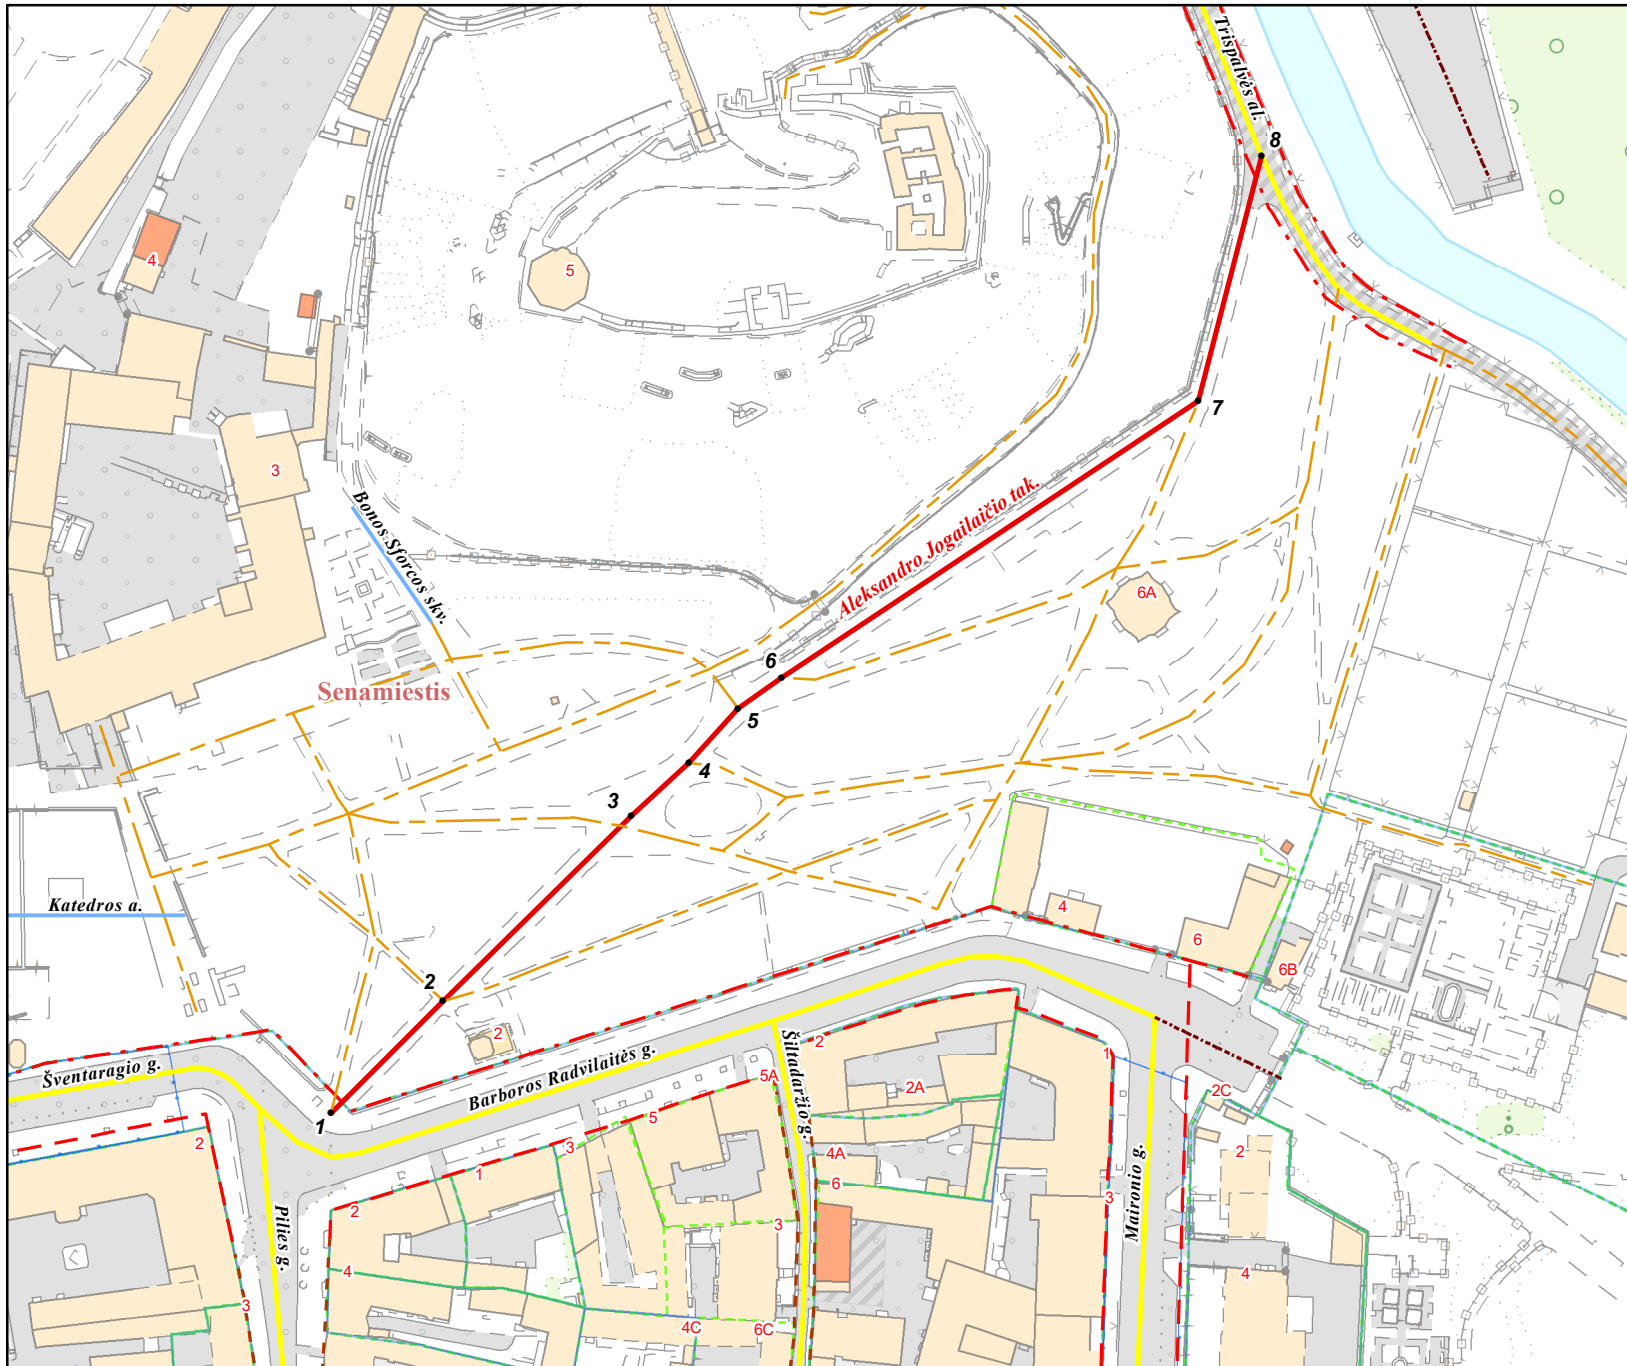 Trispalvės al.
8
4
5
7
3
Bonos Sforcos skv.
Aleksandro Jogailaičio tak.
6A
6
Senamiestis
5
4
3
Katedros a.
4
6
6B
2
2
Šventaragio g.
Barboros Radvilaitės g.
Šiltadaržio g.
2
1
5A
2A
2C
1
2
5
3
1
4A
2
6
3
2
Pilies g.
3
Maironio g.
4
4
3
4C
6C